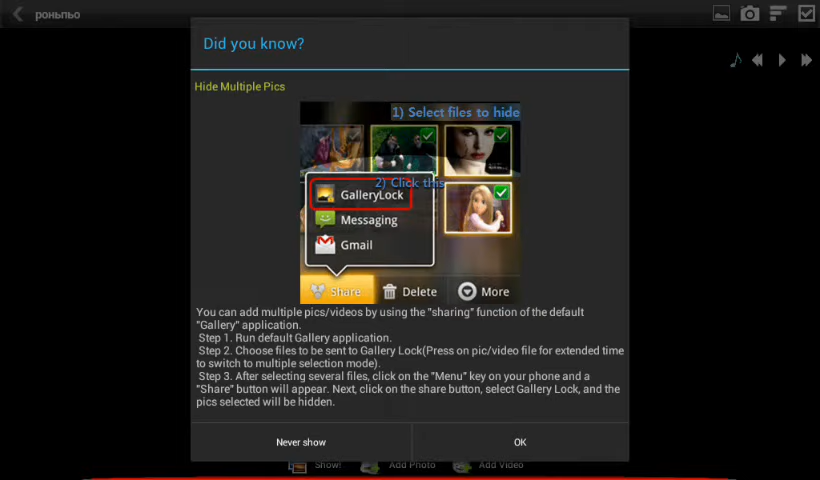 роньпьо
Did you know?
Hide Multiple Pics
1) Select files to hide
2) Click this
GalleryLock
Messaging
Gmail
Share
Delete
More
You can add multiple pics/videos by using the "sharing" function of the default
"Gallery" application.
Step 1. Run default Gallery application.
Step 2. Choose files to be sent to Gallery Lock(Press on pic/video file for extended time
to switch to multiple selection mode).
Step 3. After selecting several files, click on the "Menu" key on your phone and a
"Share" button will appear. Next, click on the share button, select Gallery Lock, and the
pics selected will be hidden.
Never show
OK
Show!
Add Photo
Add Video